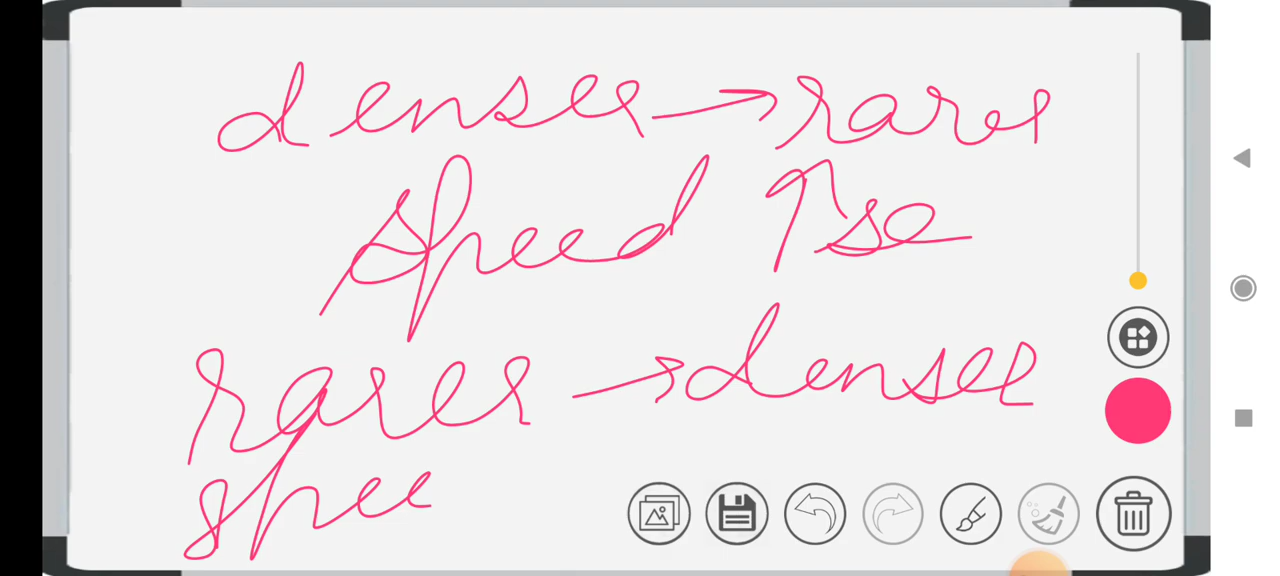 denser → rarer
speed ↑se
rarer → denser
spee